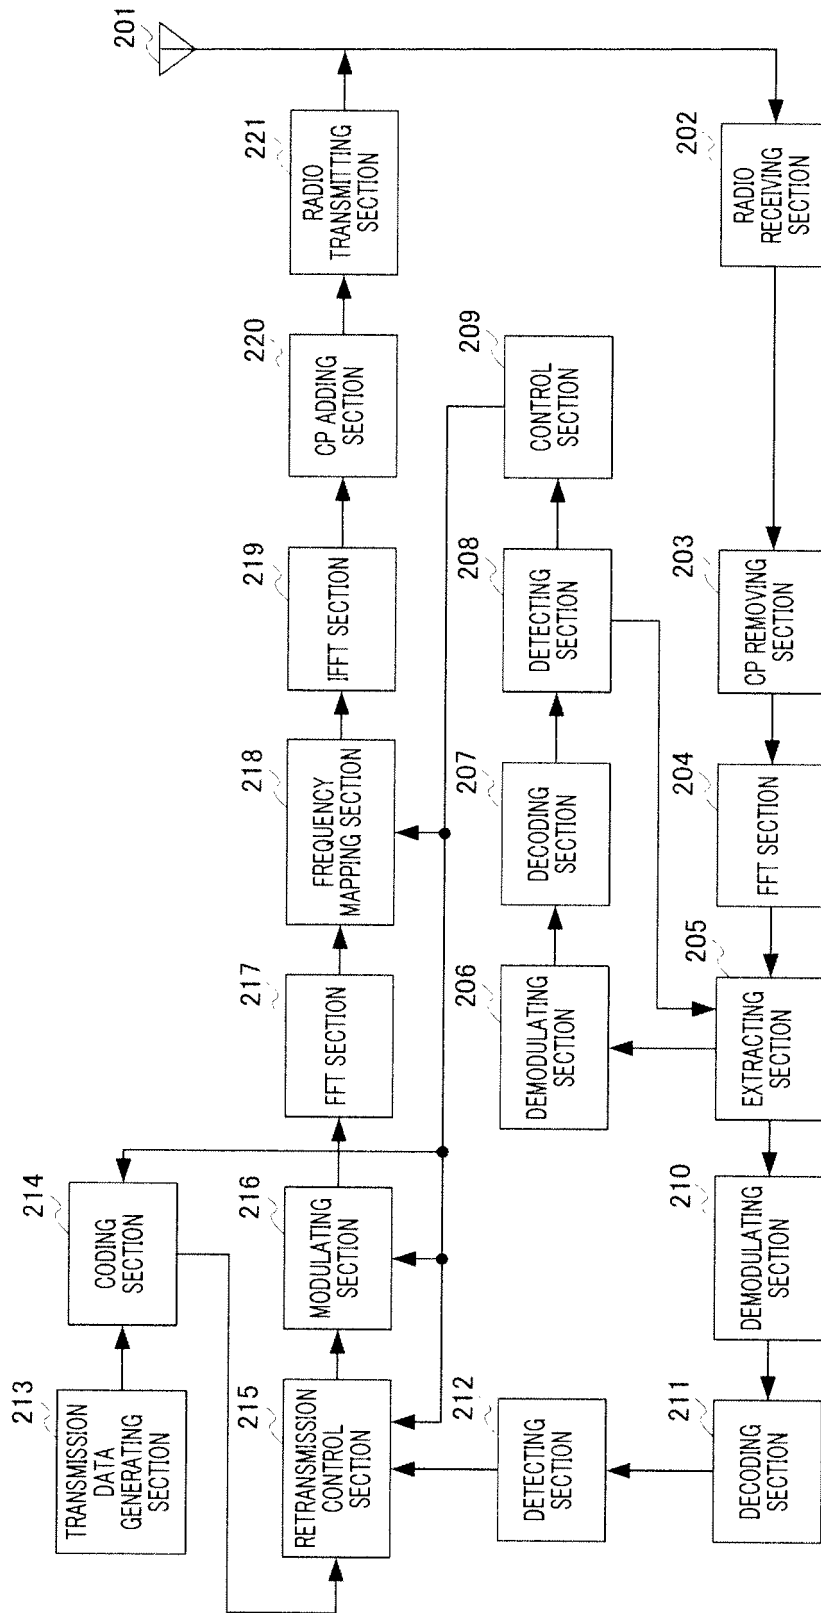 213
TRANSMISSION
DATA
GENERATING
SECTION
214
CODING
SECTION
215
RETRANSMISSION
CONTROL
SECTION
216
MODULATING
SECTION
217
FFT SECTION
218
FREQUENCY
MAPPING SECTION
219
IFFT SECTION
220
CP ADDING
SECTION
221
RADIO
TRANSMITTING
SECTION
201
212
DETECTING
SECTION
206
DEMODULATING
SECTION
207
DECODING
SECTION
208
DETECTING
SECTION
209
CONTROL
SECTION
211
DECODING
SECTION
210
DEMODULATING
SECTION
205
EXTRACTING
SECTION
204
FFT SECTION
203
CP REMOVING
SECTION
202
RADIO
RECEIVING
SECTION